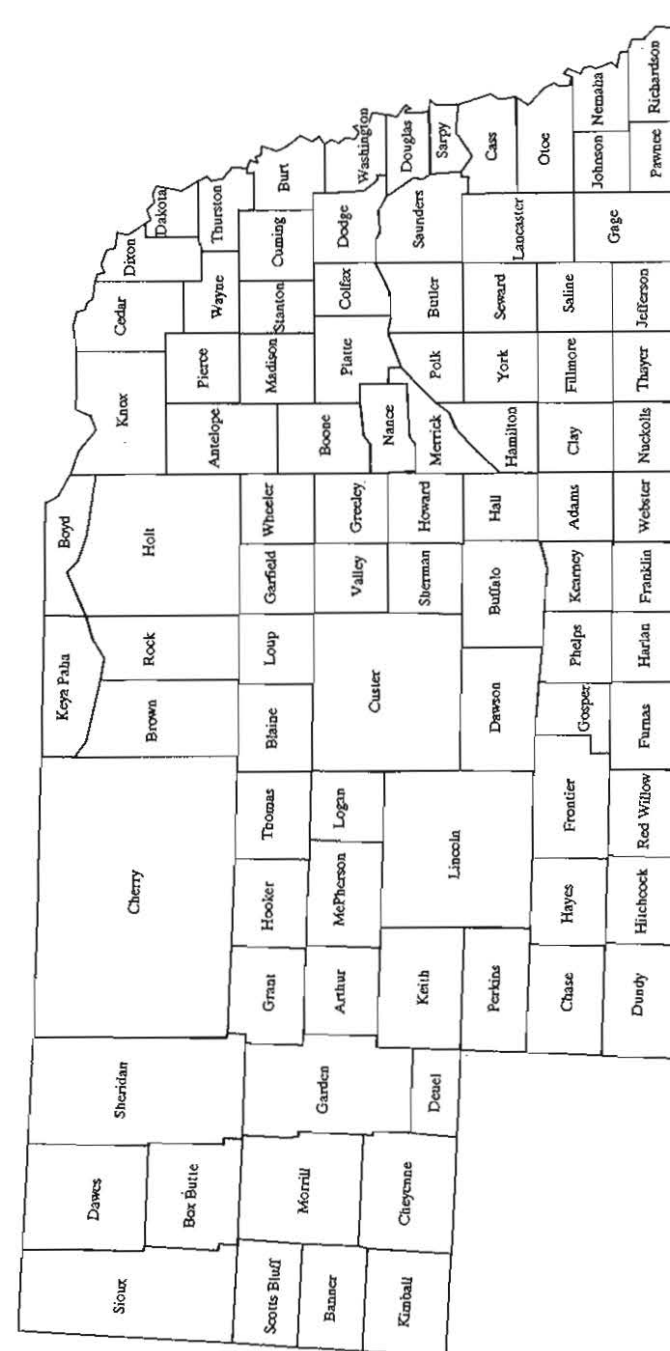 Sioux
Dawes
Box Butte
Sheridan
Scotts Bluff
Banner
Kimball
Morrill
Cheyenne
Garden
Deuel
Cherry
Grant
Hooker
Thomas
Arthur
McPherson
Logan
Keith
Lincoln
Perkins
Chase
Hayes
Frontier
Dundy
Hitchcock
Red Willow
Keya Paha
Brown
Rock
Boyd
Holt
Blaine
Loup
Garfield
Wheeler
Custer
Valley
Greeley
Sherman
Howard
Dawson
Buffalo
Hall
Gosper
Phelps
Kearney
Adams
Furnas
Harlan
Franklin
Webster
Knox
Cedar
Dixon
Dakota
Antelope
Pierce
Wayne
Thurston
Boone
Madison
Stanton
Cuming
Burt
Nance
Platte
Colfax
Dodge
Washington
Merrick
Polk
Butler
Saunders
Douglas
Sarpy
Hamilton
York
Seward
Lancaster
Cass
Otoe
Clay
Fillmore
Saline
Gage
Johnson
Nemaha
Nuckolls
Thayer
Jefferson
Pawnee
Richardson